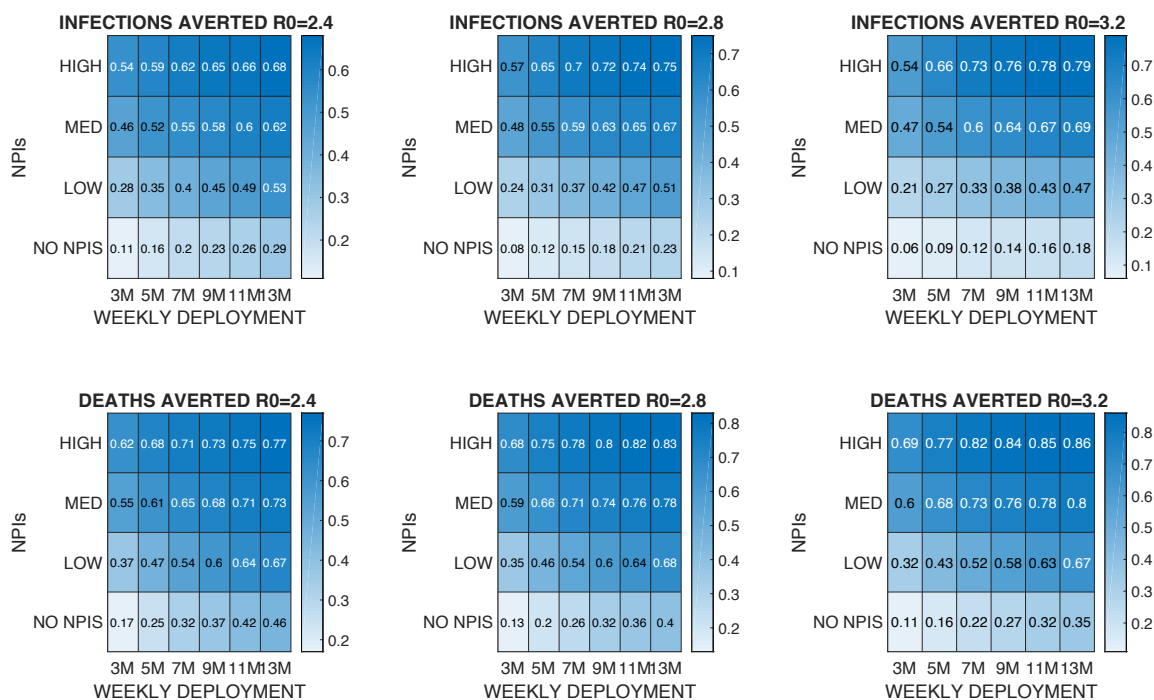 INFECTIONS AVERTED R0=2.4
HIGH 0.54 0.59 0.62 0.65 0.66 0.68
MED 0.46 0.52 0.55 0.58 0.6 0.62
LOW 0.28 0.35 0.4 0.45 0.49 0.53
NO NPIS 0.11 0.16 0.2 0.23 0.26 0.29
3M 5M 7M 9M 11M 13M
WEEKLY DEPLOYMENT
NPIs
0.6
0.5
0.4
0.3
0.2
INFECTIONS AVERTED R0=2.8
HIGH 0.57 0.65 0.7 0.72 0.74 0.75
MED 0.48 0.55 0.59 0.63 0.65 0.67
LOW 0.24 0.31 0.37 0.42 0.47 0.51
NO NPIS 0.08 0.12 0.15 0.18 0.21 0.23
3M 5M 7M 9M 11M 13M
WEEKLY DEPLOYMENT
NPIs
0.7
0.6
0.5
0.4
0.3
0.2
0.1
INFECTIONS AVERTED R0=3.2
HIGH 0.54 0.66 0.73 0.76 0.78 0.79
MED 0.47 0.54 0.6 0.64 0.67 0.69
LOW 0.21 0.27 0.33 0.38 0.43 0.47
NO NPIS 0.06 0.09 0.12 0.14 0.16 0.18
3M 5M 7M 9M 11M 13M
WEEKLY DEPLOYMENT
NPIs
0.7
0.6
0.5
0.4
0.3
0.2
0.1
DEATHS AVERTED R0=2.4
HIGH 0.62 0.68 0.71 0.73 0.75 0.77
MED 0.55 0.61 0.65 0.68 0.71 0.73
LOW 0.37 0.47 0.54 0.6 0.64 0.67
NO NPIS 0.17 0.25 0.32 0.37 0.42 0.46
3M 5M 7M 9M 11M 13M
WEEKLY DEPLOYMENT
NPIs
0.7
0.6
0.5
0.4
0.3
0.2
DEATHS AVERTED R0=2.8
HIGH 0.68 0.75 0.78 0.8 0.82 0.83
MED 0.59 0.66 0.71 0.74 0.76 0.78
LOW 0.35 0.46 0.54 0.6 0.64 0.68
NO NPIS 0.13 0.2 0.26 0.32 0.36 0.4
3M 5M 7M 9M 11M 13M
WEEKLY DEPLOYMENT
NPIs
0.8
0.7
0.6
0.5
0.4
0.3
0.2
DEATHS AVERTED R0=3.2
HIGH 0.69 0.77 0.82 0.84 0.85 0.86
MED 0.6 0.68 0.73 0.76 0.78 0.8
LOW 0.32 0.43 0.52 0.58 0.63 0.67
NO NPIS 0.11 0.16 0.22 0.27 0.32 0.35
3M 5M 7M 9M 11M 13M
WEEKLY DEPLOYMENT
NPIs
0.8
0.7
0.6
0.5
0.4
0.3
0.2